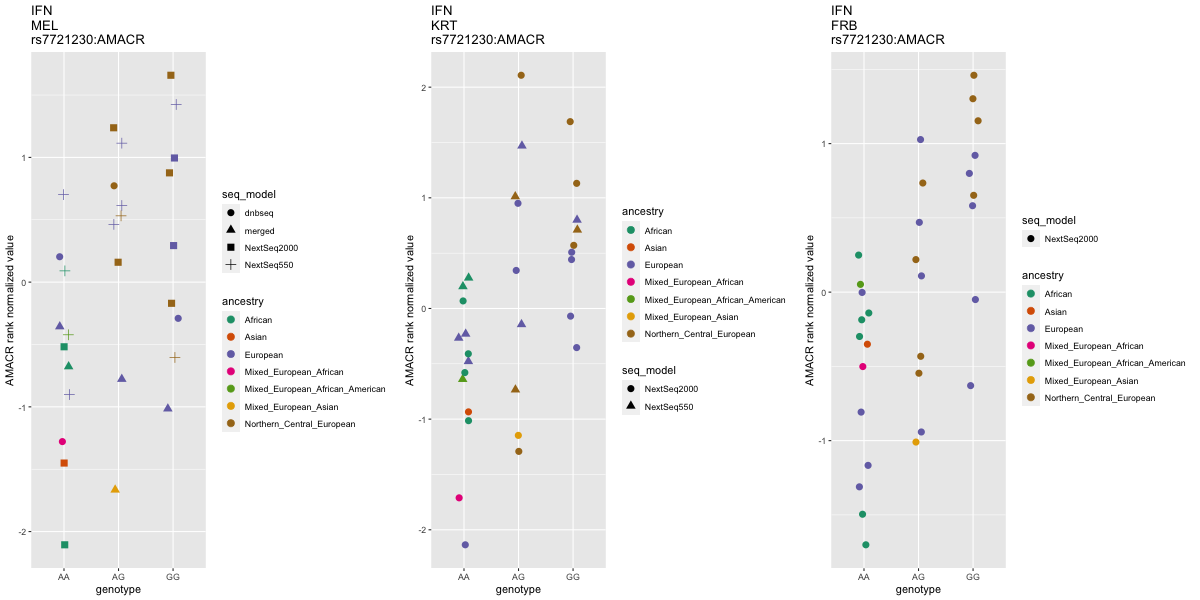 IFN
MEL
rs7721230:AMACR
AMACR rank normalized value
1
0
-1
-2
AA
AG
GG
genotype
seq_model
dnbseq
merged
NextSeq2000
NextSeq550
ancestry
African
Asian
European
Mixed_European_African
Mixed_European_African_American
Mixed_European_Asian
Northern_Central_European
IFN
KRT
rs7721230:AMACR
AMACR rank normalized value
2
1
0
-1
-2
AA
AG
GG
genotype
ancestry
African
Asian
European
Mixed_European_African
Mixed_European_African_American
Mixed_European_Asian
Northern_Central_European
seq_model
NextSeq2000
NextSeq550
IFN
FRB
rs7721230:AMACR
AMACR rank normalized value
1
0
-1
AA
AG
GG
genotype
seq_model
NextSeq2000
ancestry
African
Asian
European
Mixed_European_African
Mixed_European_African_American
Mixed_European_Asian
Northern_Central_European